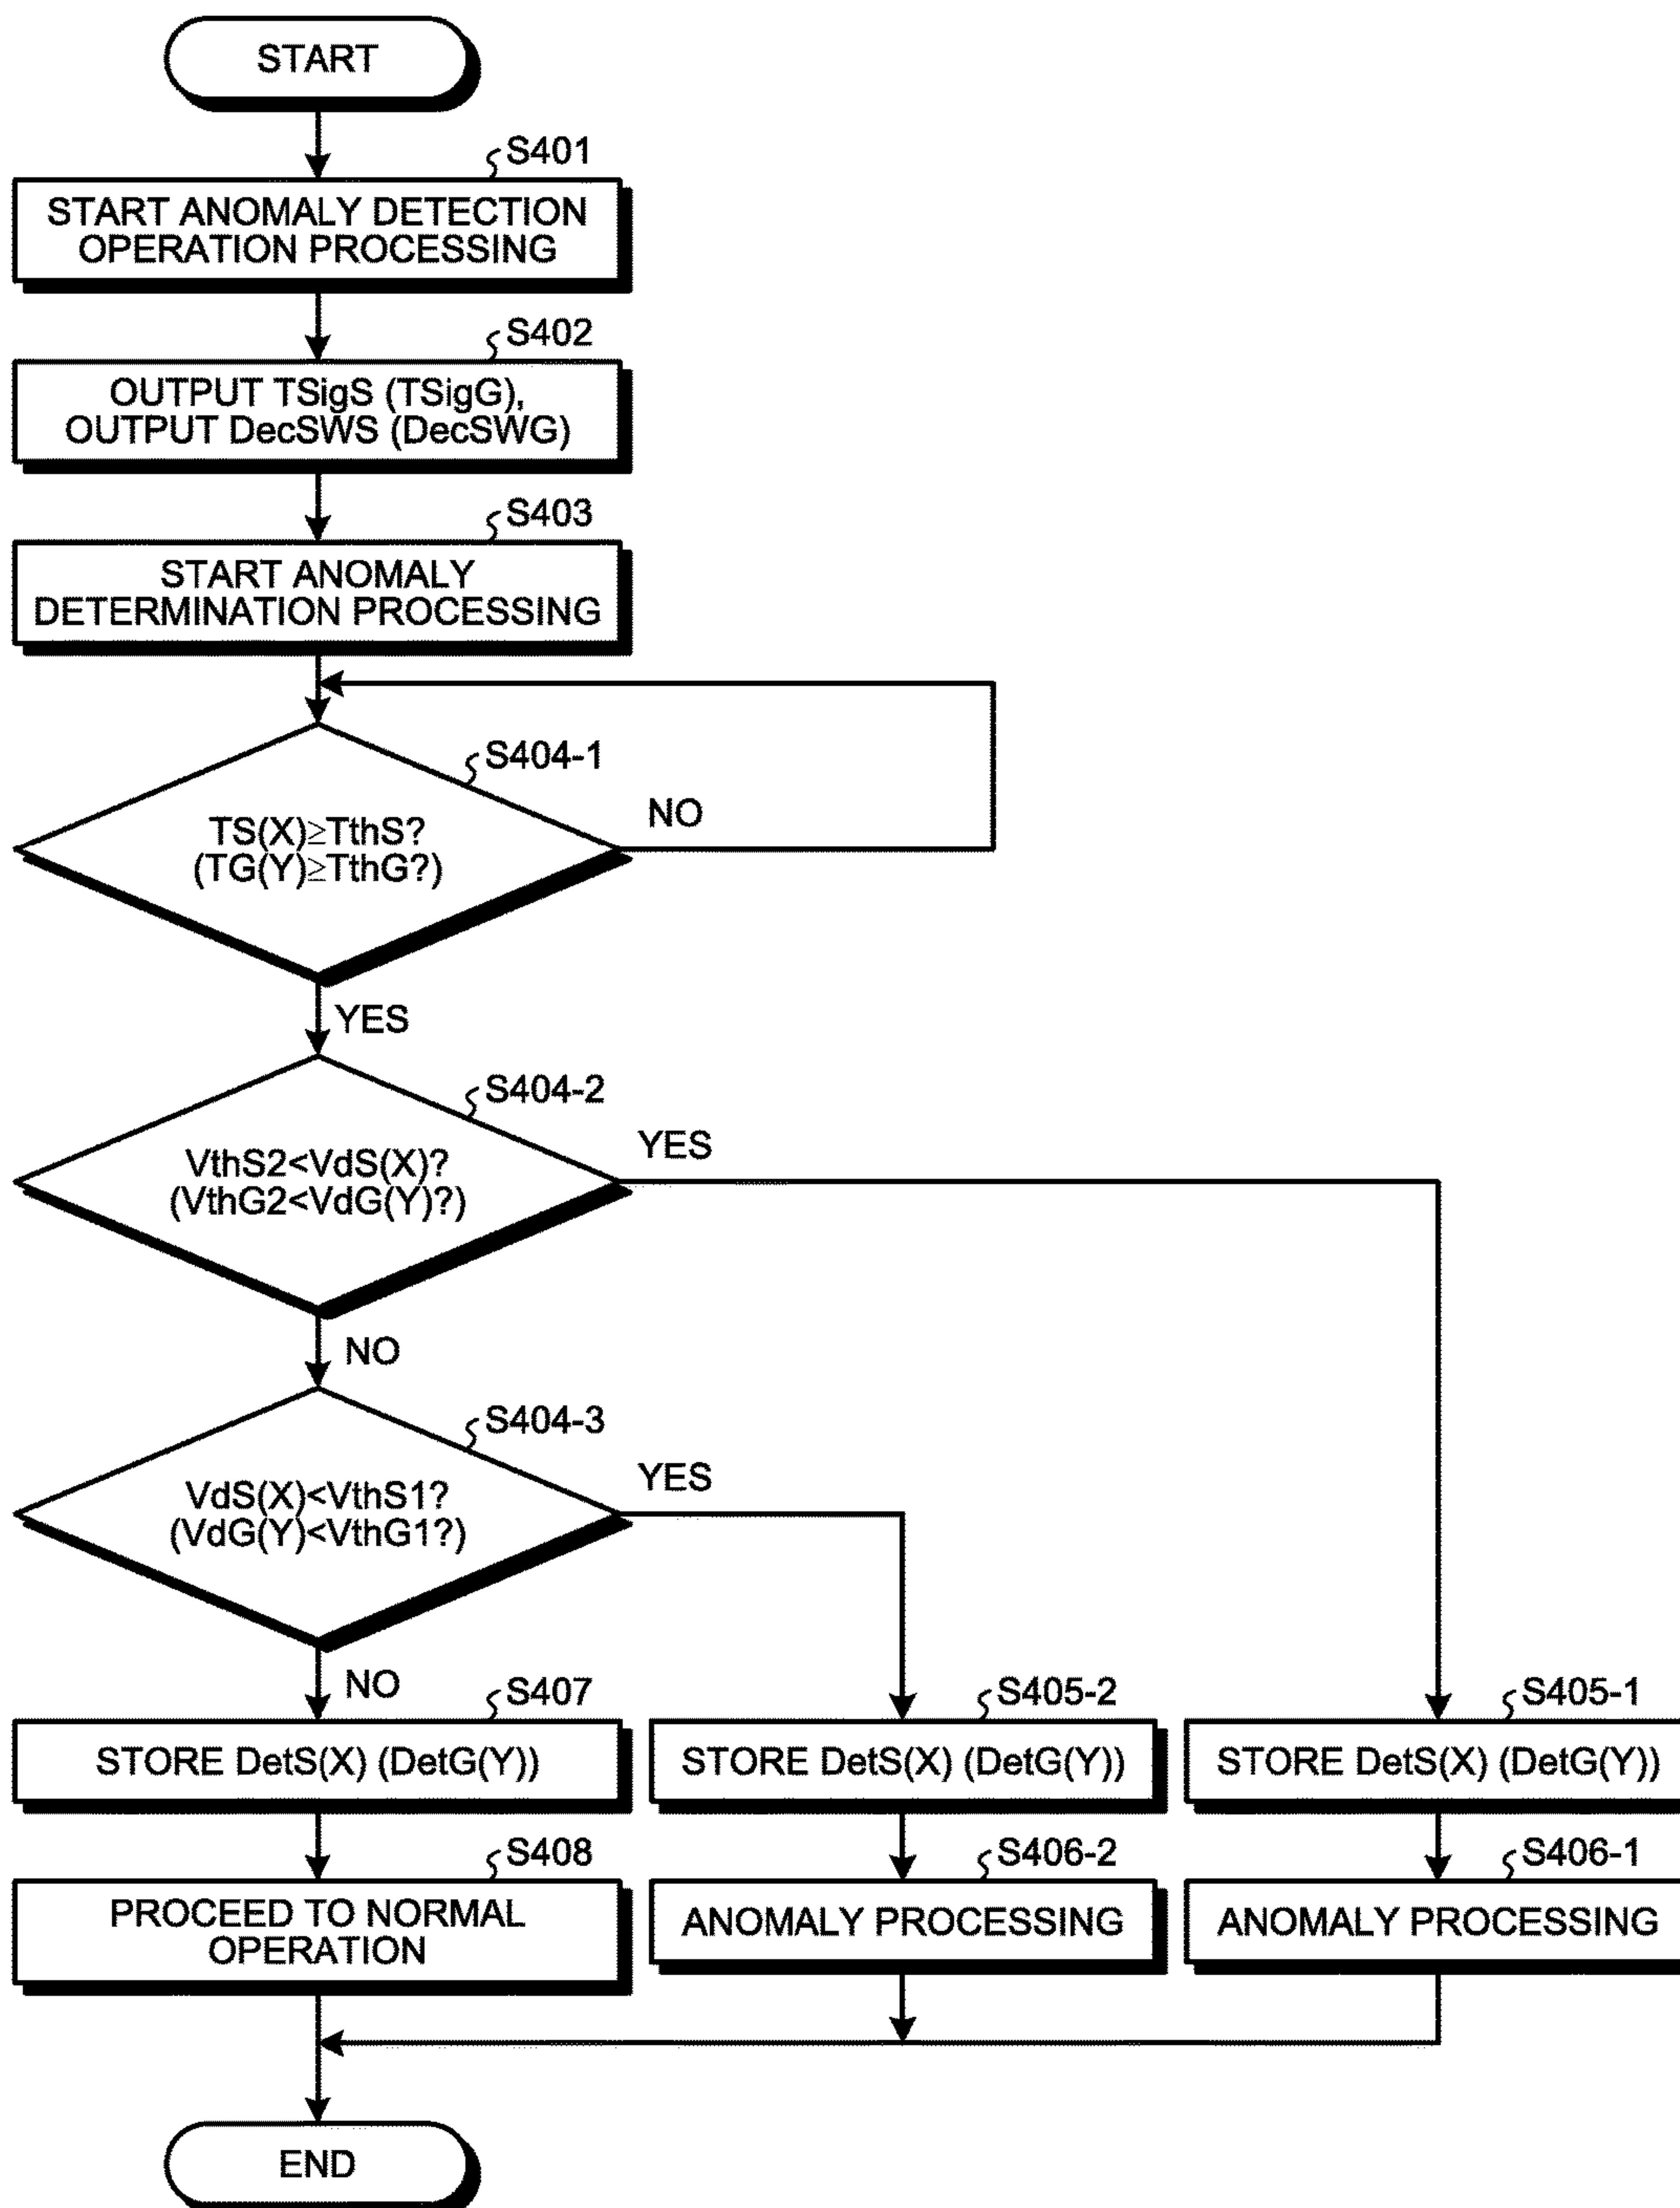 START
S401
START ANOMALY DETECTION
OPERATION PROCESSING
S402
OUTPUT TSigS (TSigG),
OUTPUT DecSWS (DecSWG)
S403
START ANOMALY
DETERMINATION PROCESSING
S404-1
TS(X)≥TthS?
(TG(Y)≥TthG?)
NO
YES
S404-2
VthS2<VdS(X)?
(VthG2<VdG(Y)?)
YES
NO
S404-3
VdS(X)<VthS1?
(VdG(Y)<VthG1?)
YES
NO
S407
STORE DetS(X) (DetG(Y))
S405-2
STORE DetS(X) (DetG(Y))
S405-1
STORE DetS(X) (DetG(Y))
S408
PROCEED TO NORMAL
OPERATION
S406-2
ANOMALY PROCESSING
S406-1
ANOMALY PROCESSING
END